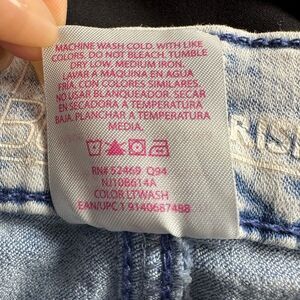 MACHINE WASH COLD. WITH LIKE
COLORS. DO NOT BLEACH. TUMBLE
DRY LOW. MEDIUM IRON.
LAVAR A MAQUINA EN AGUA
FRÍA. CON COLORES SIMILARES.
NO USAR BLANQUEADOR. SECAR
EN SECADORA A TEMPERATURA
BAJA. PLANCHAR A TEMPERATURA
MEDIA.
RN# 52469 Q94
NJ10B614A
COLOR LTWASH
EAN/UPC 1 9140687488